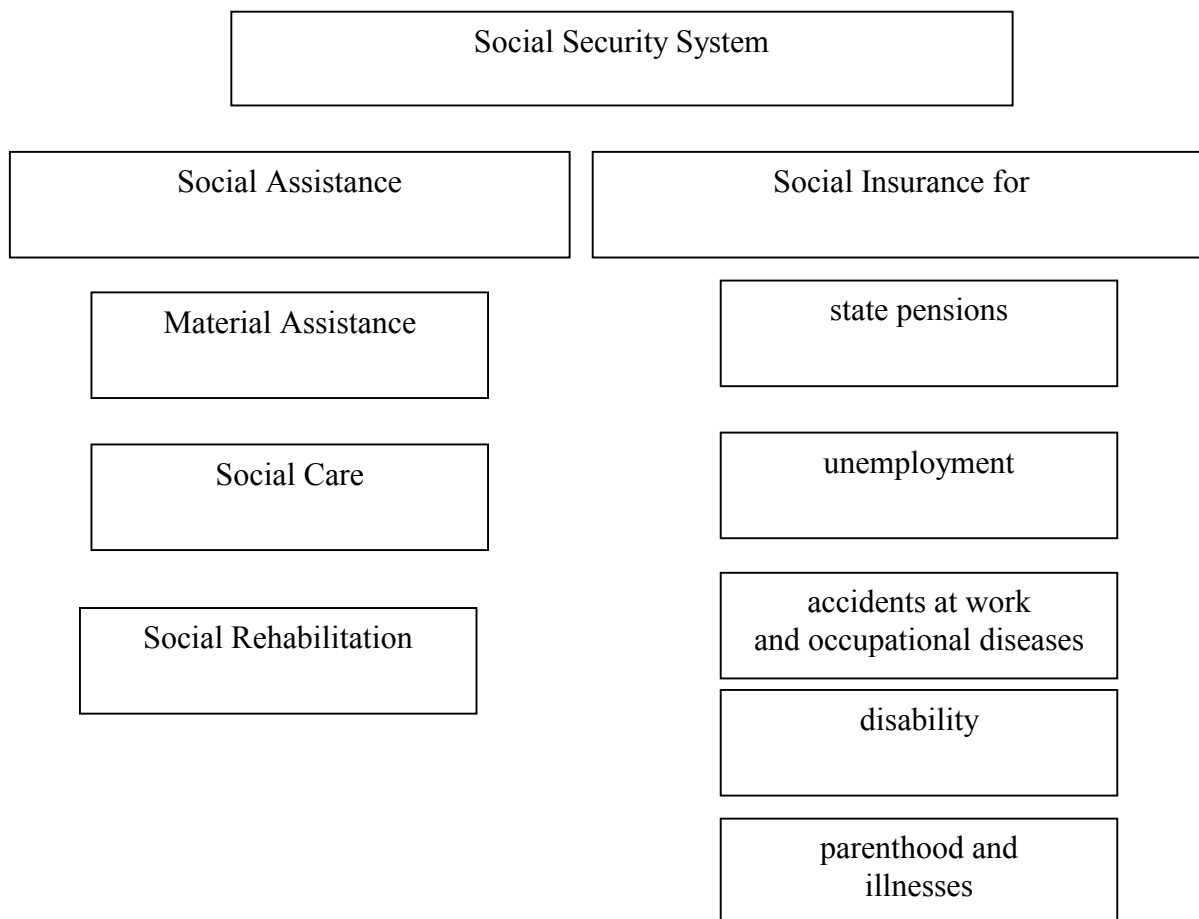 Social Security System
Social Assistance
Social Insurance for
Material Assistance
Social Care
Social Rehabilitation
state pensions
unemployment
accidents at work
and occupational diseases
disability
parenthood and
illnesses